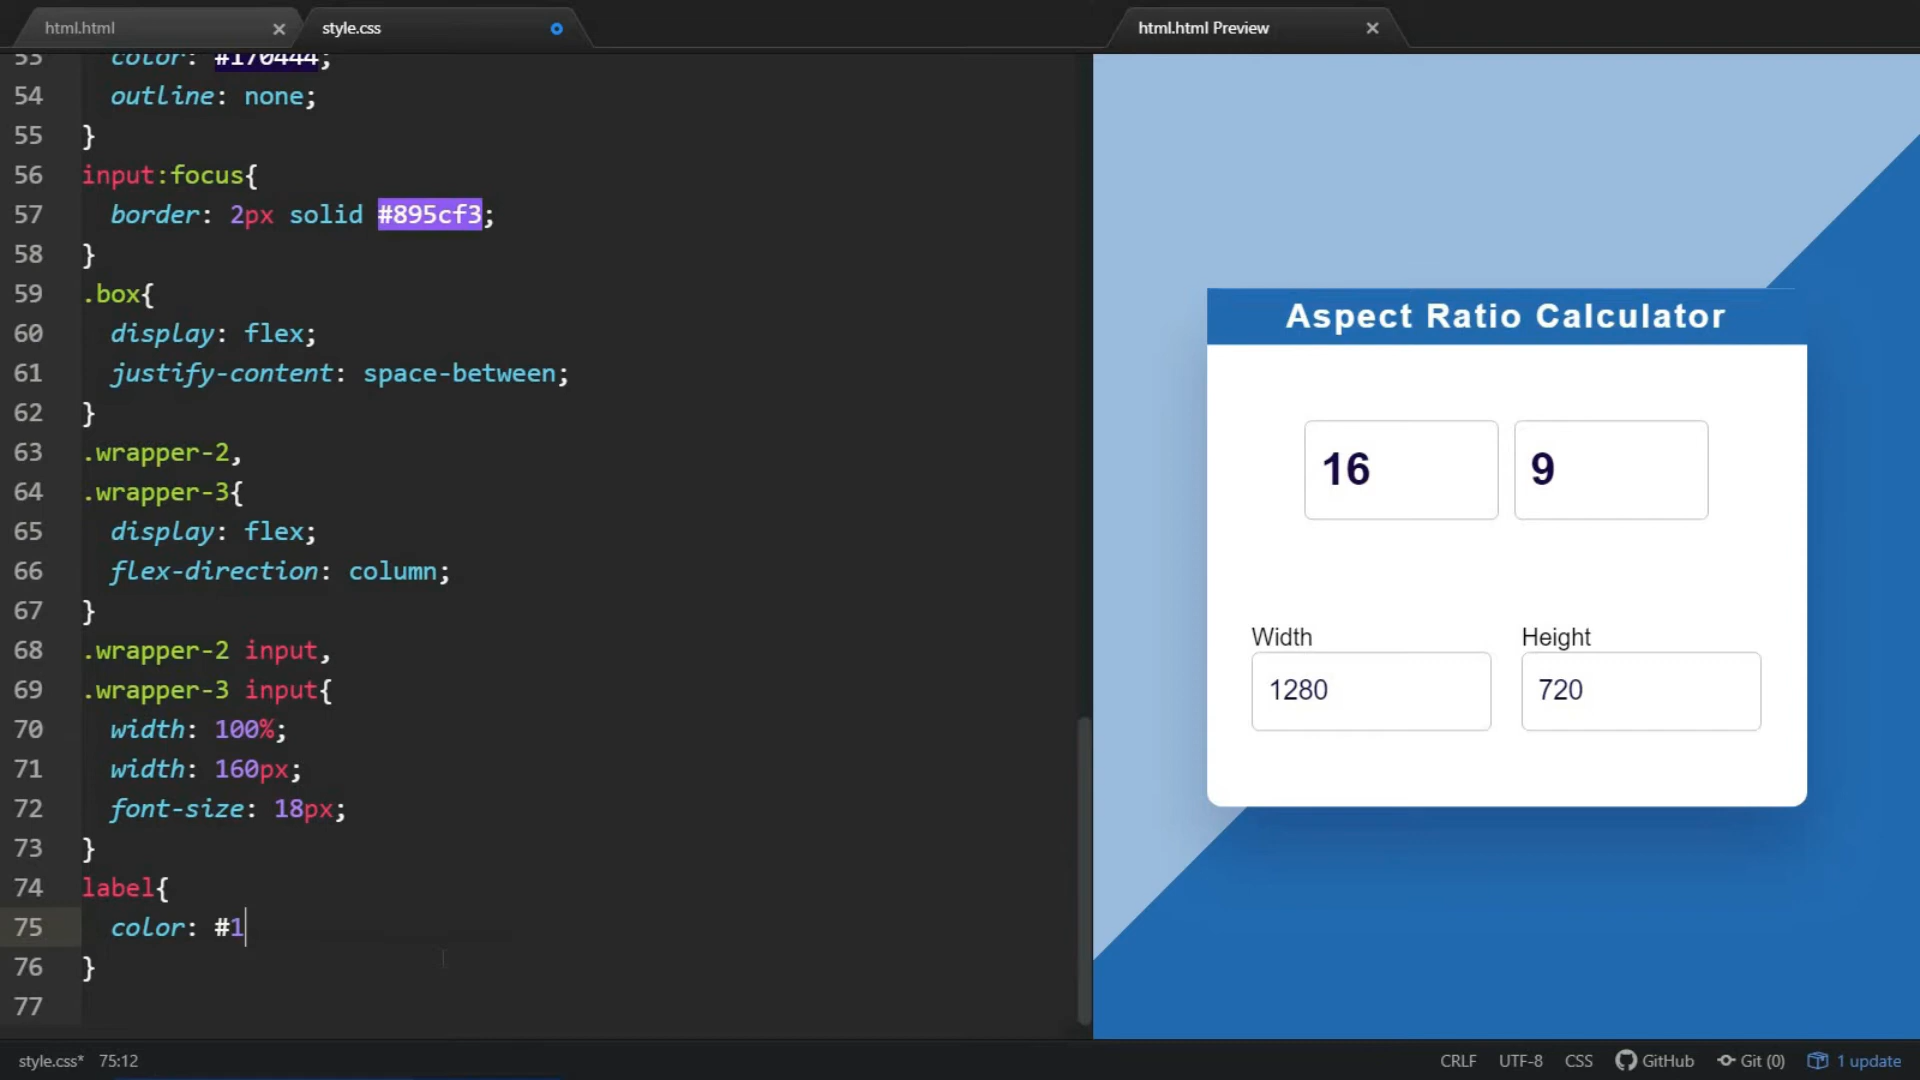 html.html
style.css
html.html Preview
53 color: #170444;
54 outline: none;
55 }
56 input:focus{
57 border: 2px solid #895cf3;
58 }
59 .box{
60 display: flex;
61 justify-content: space-between;
62 }
63 .wrapper-2,
64 .wrapper-3{
65 display: flex;
66 flex-direction: column;
67 }
68 .wrapper-2 input,
69 .wrapper-3 input{
70 width: 100%;
71 width: 160px;
72 font-size: 18px;
73 }
74 label{
75 color: #1
76 }
77
Aspect Ratio Calculator
16 9
Width Height
1280 720
style.css* 75:12
CRLF UTF-8 CSS GitHub Git (0) 1 update